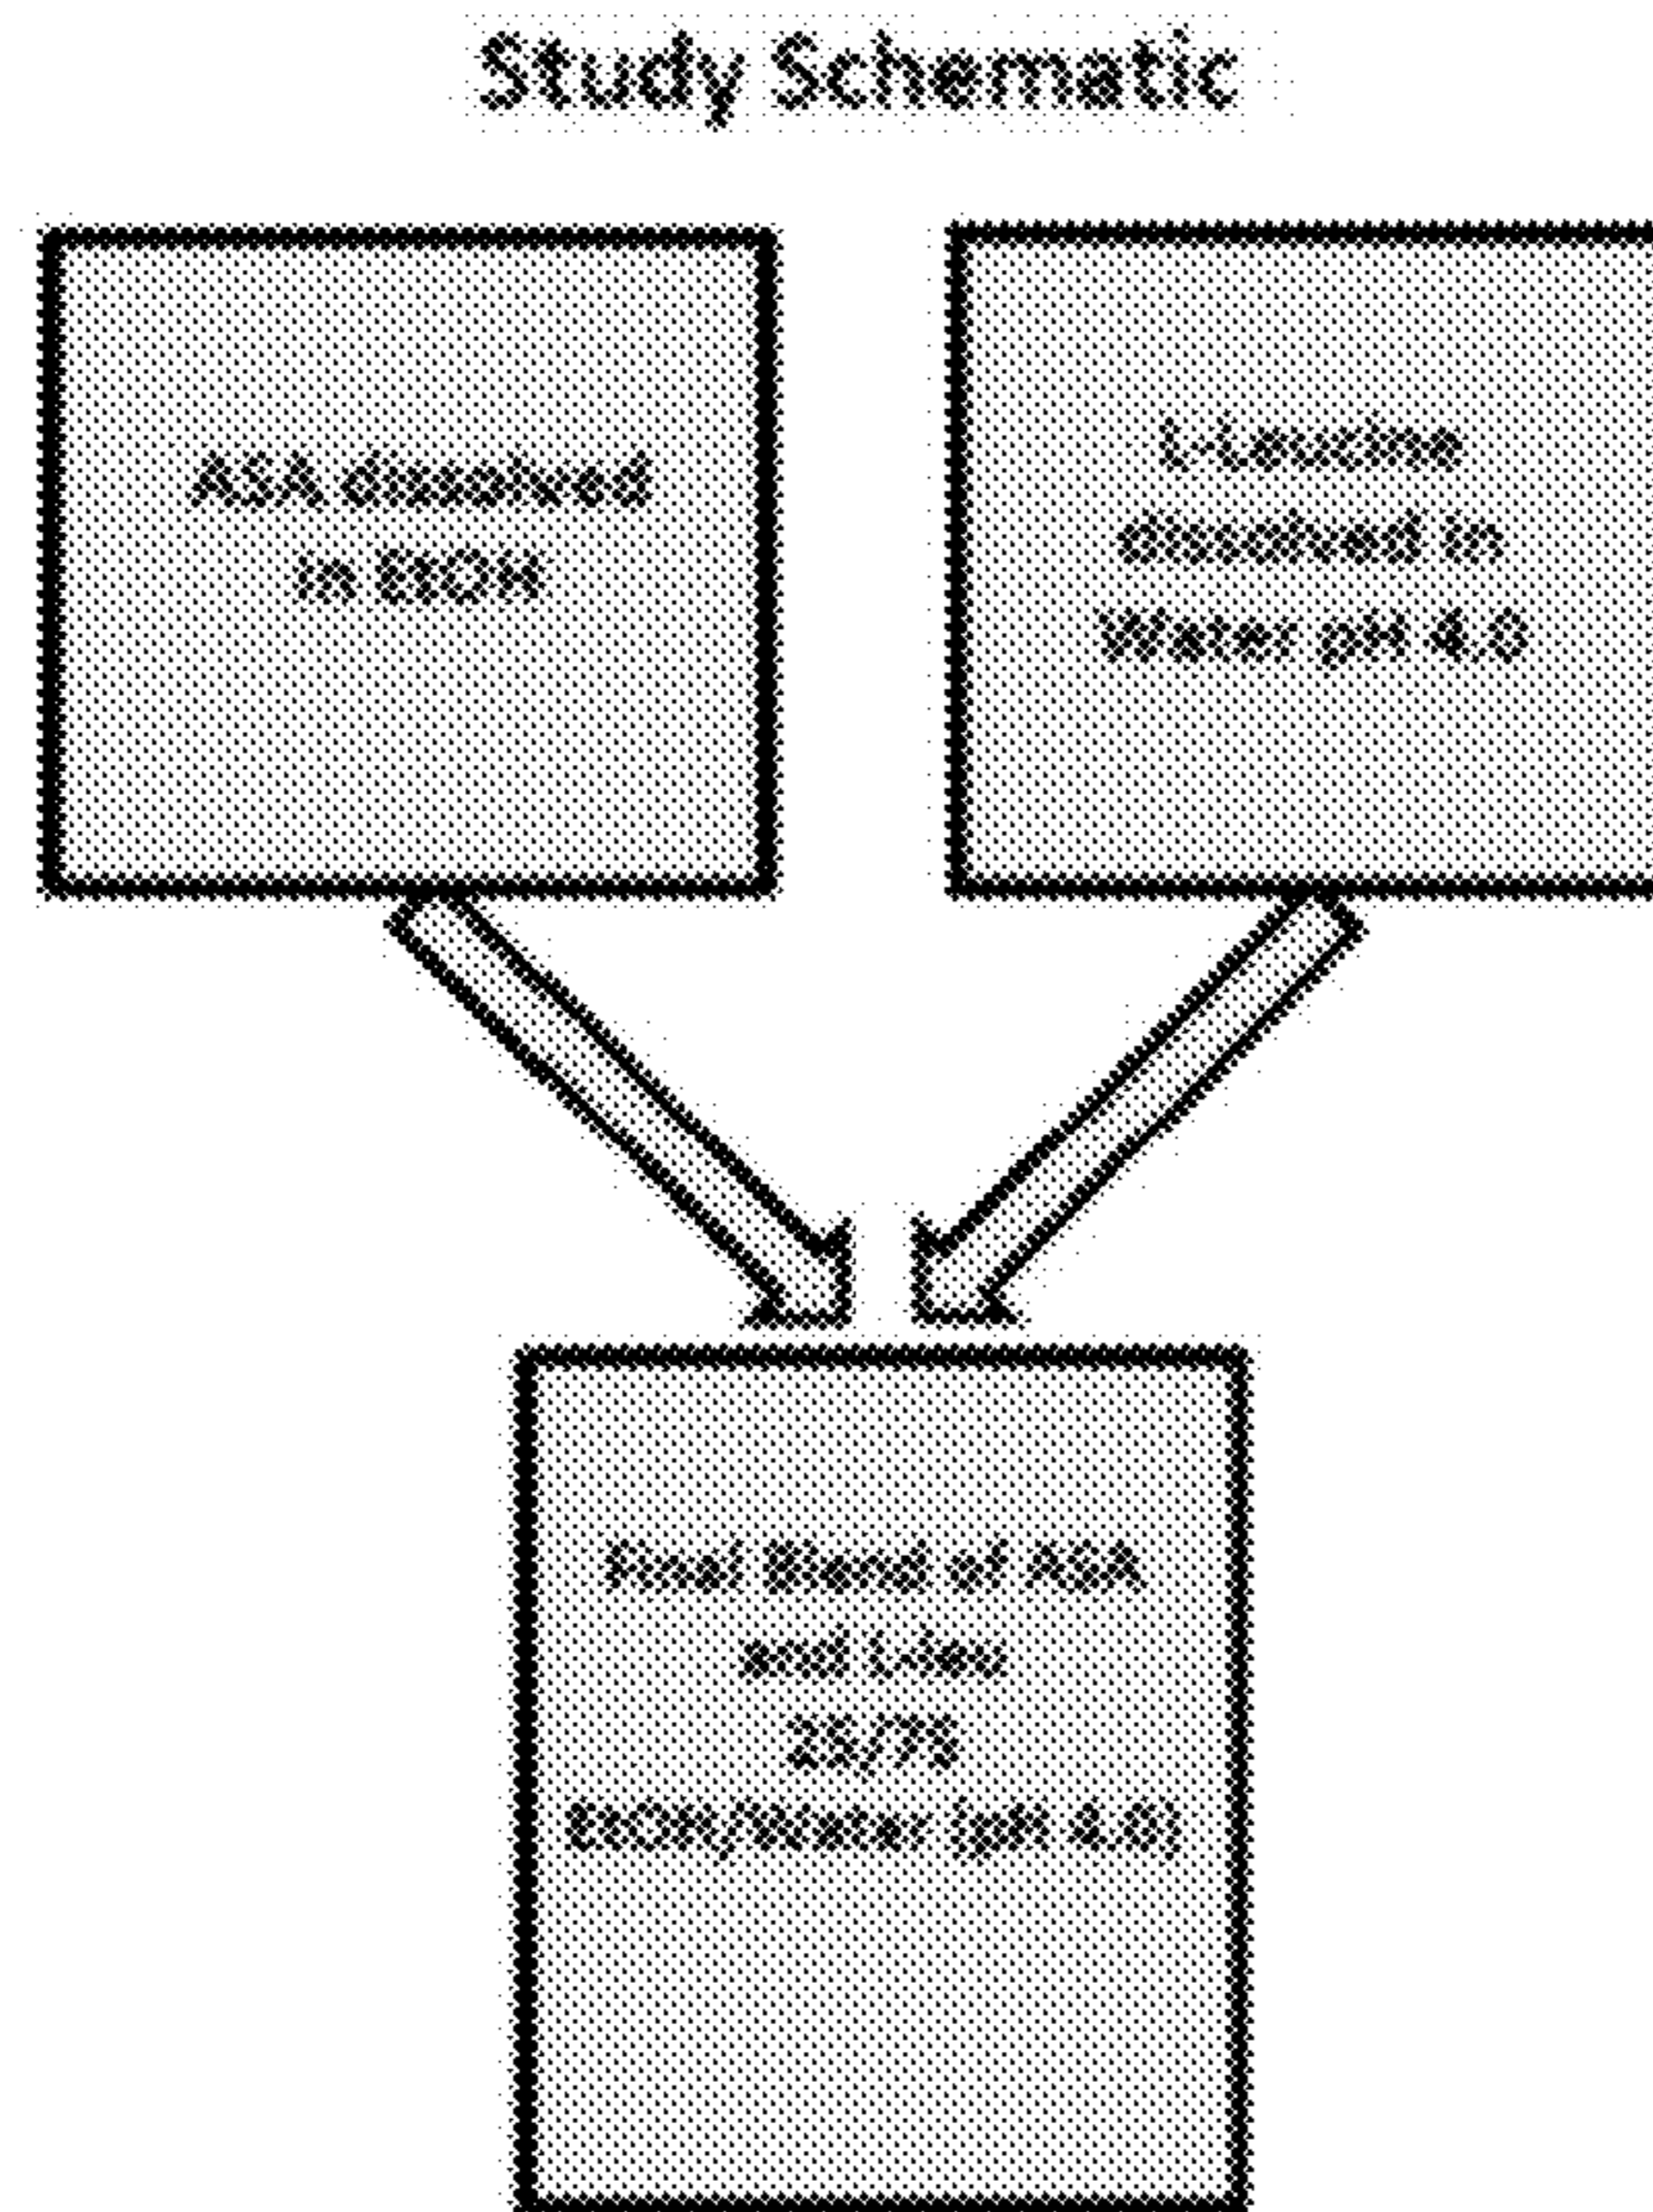 Study Schematic
ASA dissolved
in EtOH
L-Leucine
dissolved in
Water pH 4.0
Final Blend of ASA
and L-leu
25/75
EtOH/Water (pH 4.0)